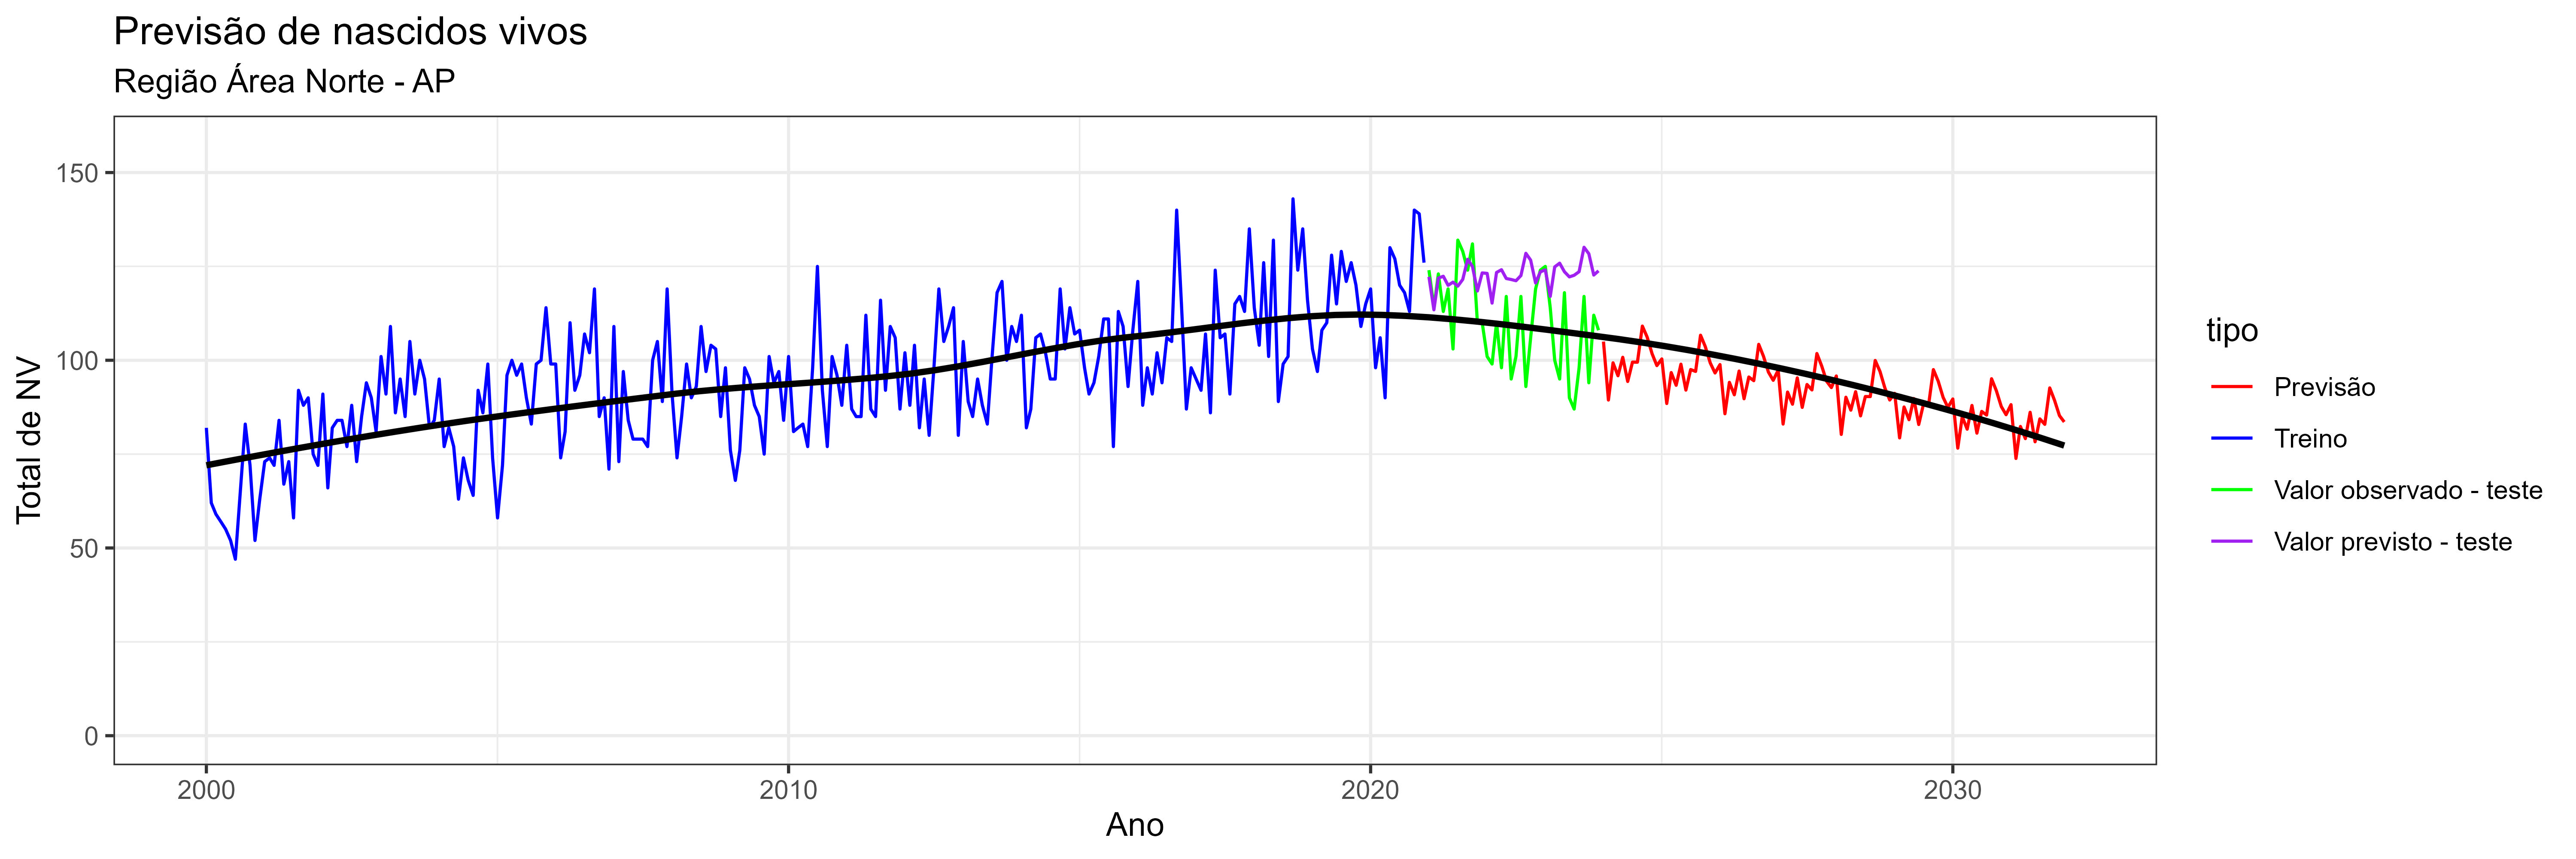 Previsão de nascidos vivos
Região Área Norte - AP
Total de NV
150
100
50
0
2000
2010
2020
2030
Ano
tipo
Previsão
Treino
Valor observado - teste
Valor previsto - teste